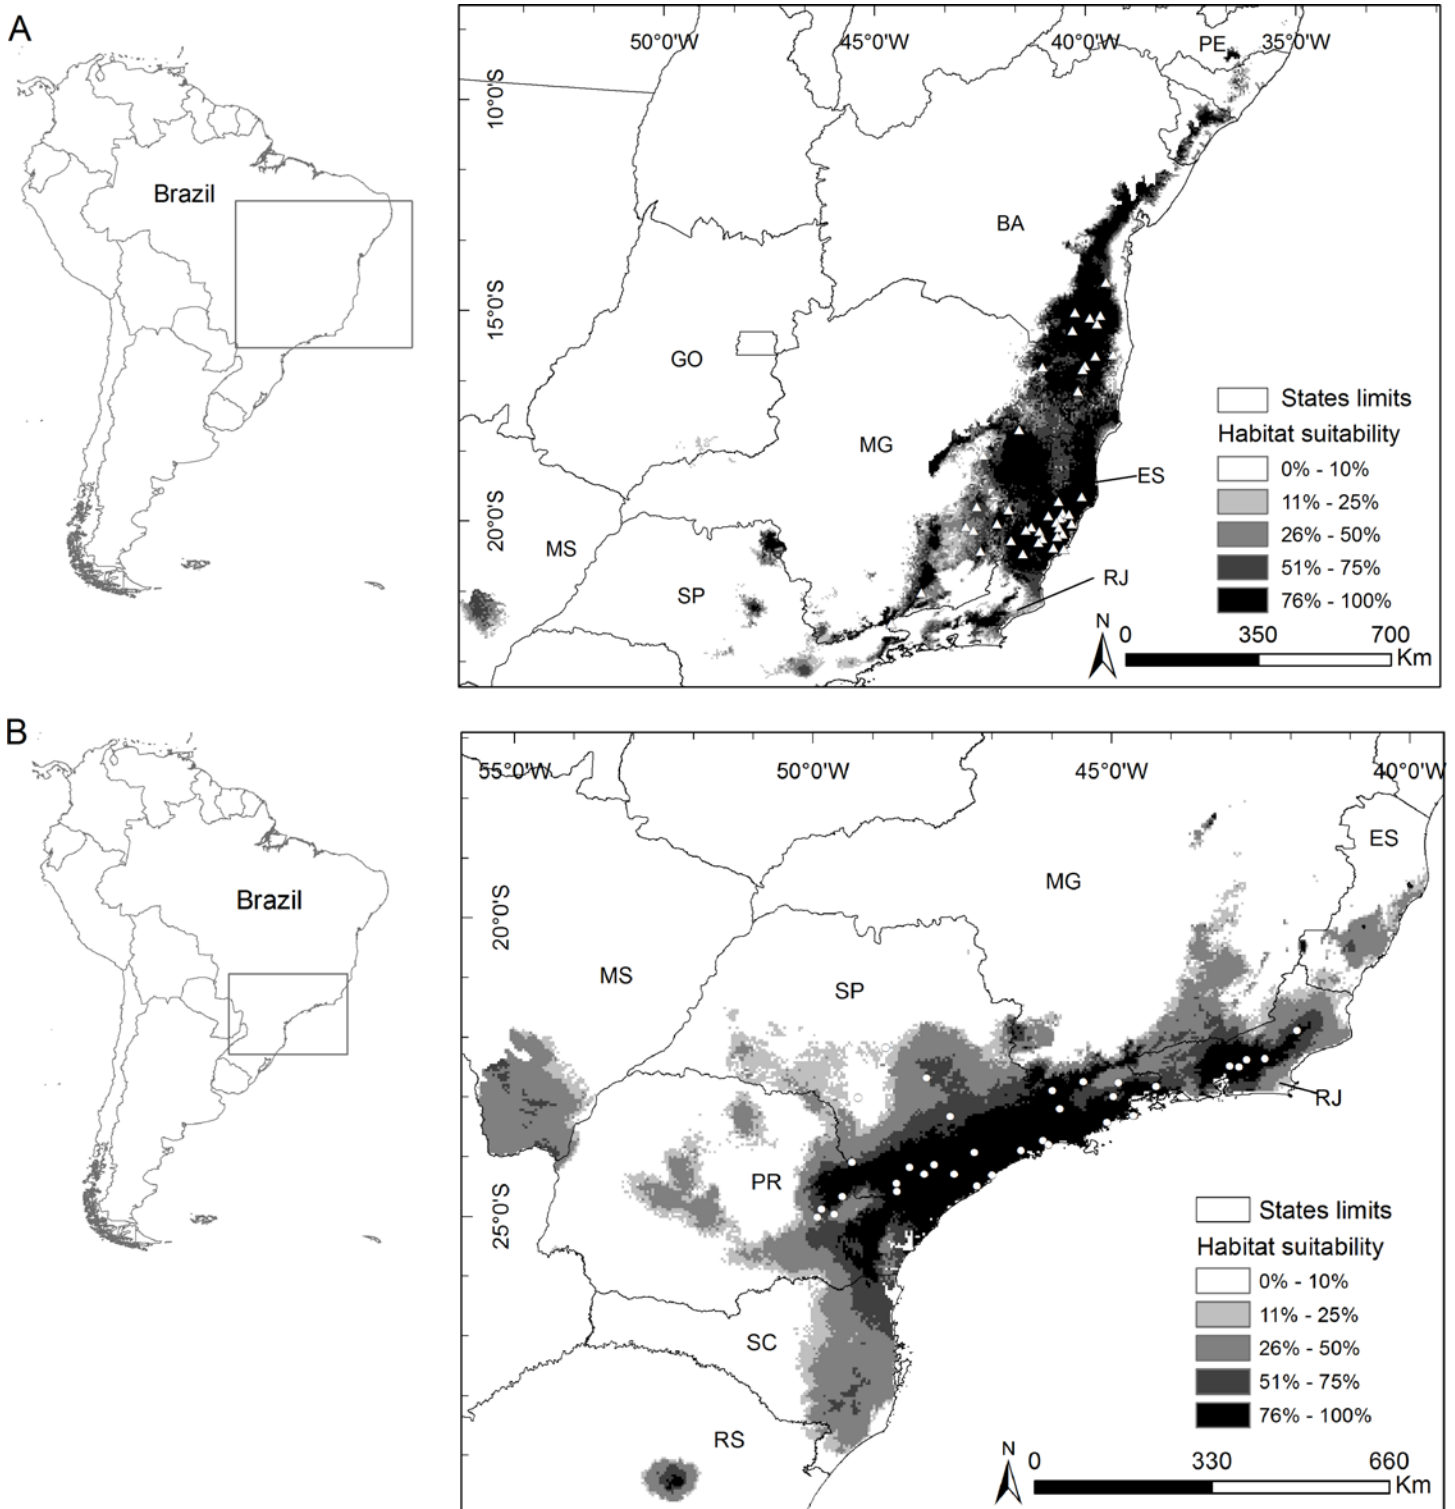 A
Brazil
50°0'W 45°0'W 40°0'W 35°0'W
10°0'S
15°0'S
20°0'S
PE
BA
GO
MG
ES
MS
SP
RJ
States limits
Habitat suitability
0% - 10%
11% - 25%
26% - 50%
51% - 75%
76% - 100%
N
0 350 700
Km
B
Brazil
55°0'W 50°0'W 45°0'W 40°0'W
20°0'S
25°0'S
ES
MG
MS
SP
RJ
PR
SC
RS
States limits
Habitat suitability
0% - 10%
11% - 25%
26% - 50%
51% - 75%
76% - 100%
N
0 330 660
Km